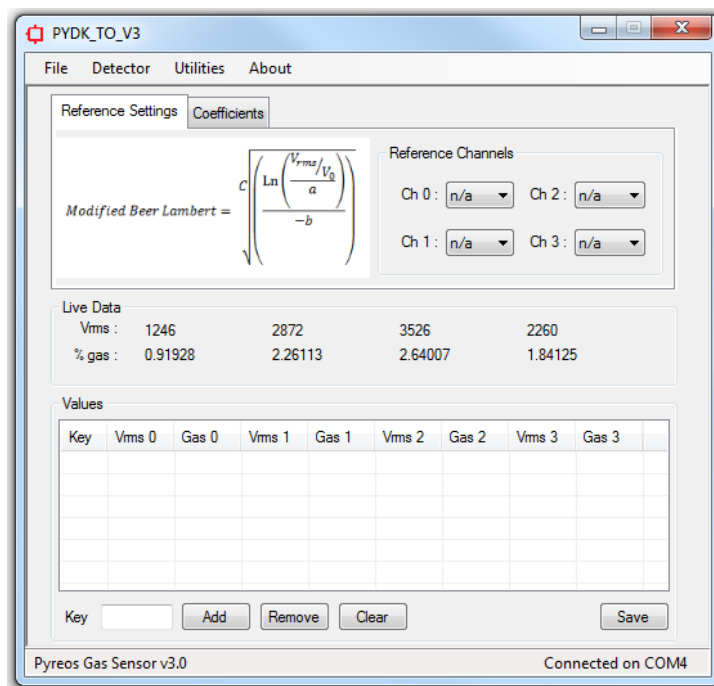 PYDK_TO_V3
File Detector Utilities About
Reference Settings Coefficients
Modified Beer Lambert = C√((Ln((Vrms/V0)/a))/(-b))
Reference Channels
Ch 0 : n/a Ch 2 : n/a
Ch 1 : n/a Ch 3 : n/a
Live Data
Vrms : 1246 2872 3526 2260
% gas : 0.91928 2.26113 2.64007 1.84125
Values
Key Vrms 0 Gas 0 Vrms 1 Gas 1 Vrms 2 Gas 2 Vrms 3 Gas 3
Key Add Remove Clear Save
Pyreos Gas Sensor v3.0 Connected on COM4